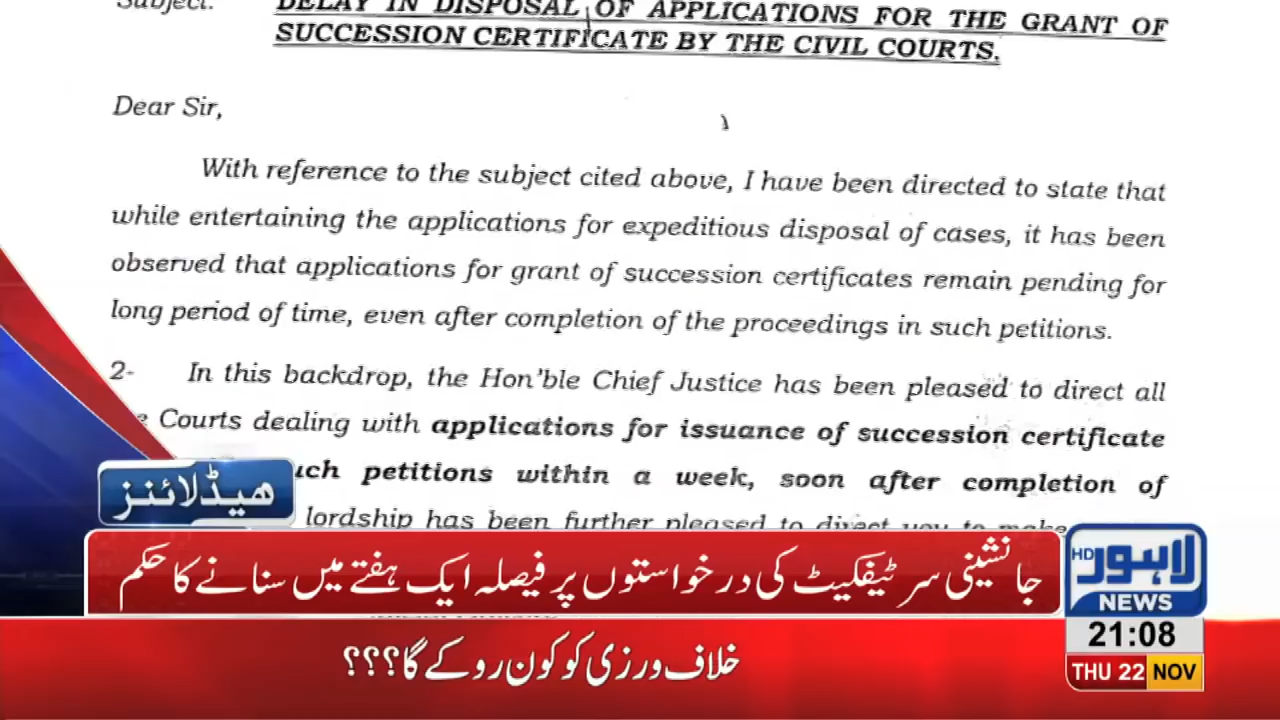 Subject: DELAY IN DISPOSAL OF APPLICATIONS FOR THE GRANT OF
SUCCESSION CERTIFICATE BY THE CIVIL COURTS.
Dear Sir,
With reference to the subject cited above, I have been directed to state that
while entertaining the applications for expeditious disposal of cases, it has been
observed that applications for grant of succession certificates remain pending for
long period of time, even after completion of the proceedings in such petitions.
2- In this backdrop, the Hon'ble Chief Justice has been pleased to direct all
Courts dealing with applications for issuance of succession certificate
petitions within a week, soon after completion of
lordship has been further pleased to direct you to make
ہیڈلائنز
جانشینی سرٹیفکیٹ کی درخواستوں پر فیصلہ ایک ہفتے میں سنانے کا حکم
خلاف ورزی کو کون روکے گا؟؟؟
لاہور HD
NEWS
21:08
THU 22 NOV